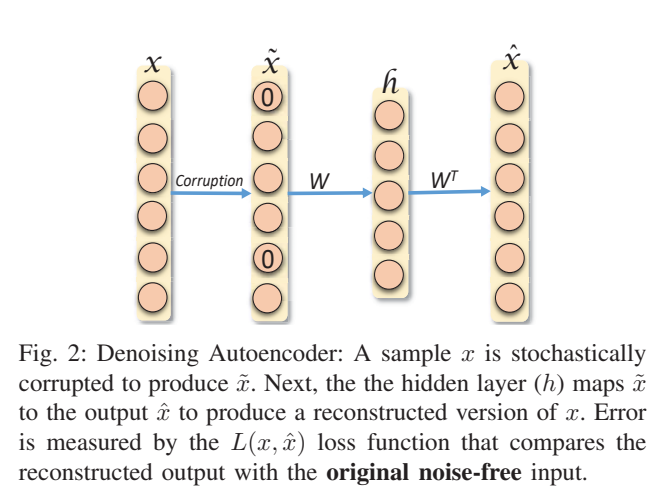 x x̃ h x̂
0
Corruption W Wᵀ
0
Fig. 2: Denoising Autoencoder: A sample x is stochastically
corrupted to produce x̃. Next, the the hidden layer (h) maps x̃
to the output x̂ to produce a reconstructed version of x. Error
is measured by the L(x, x̂) loss function that compares the
reconstructed output with the original noise-free input.